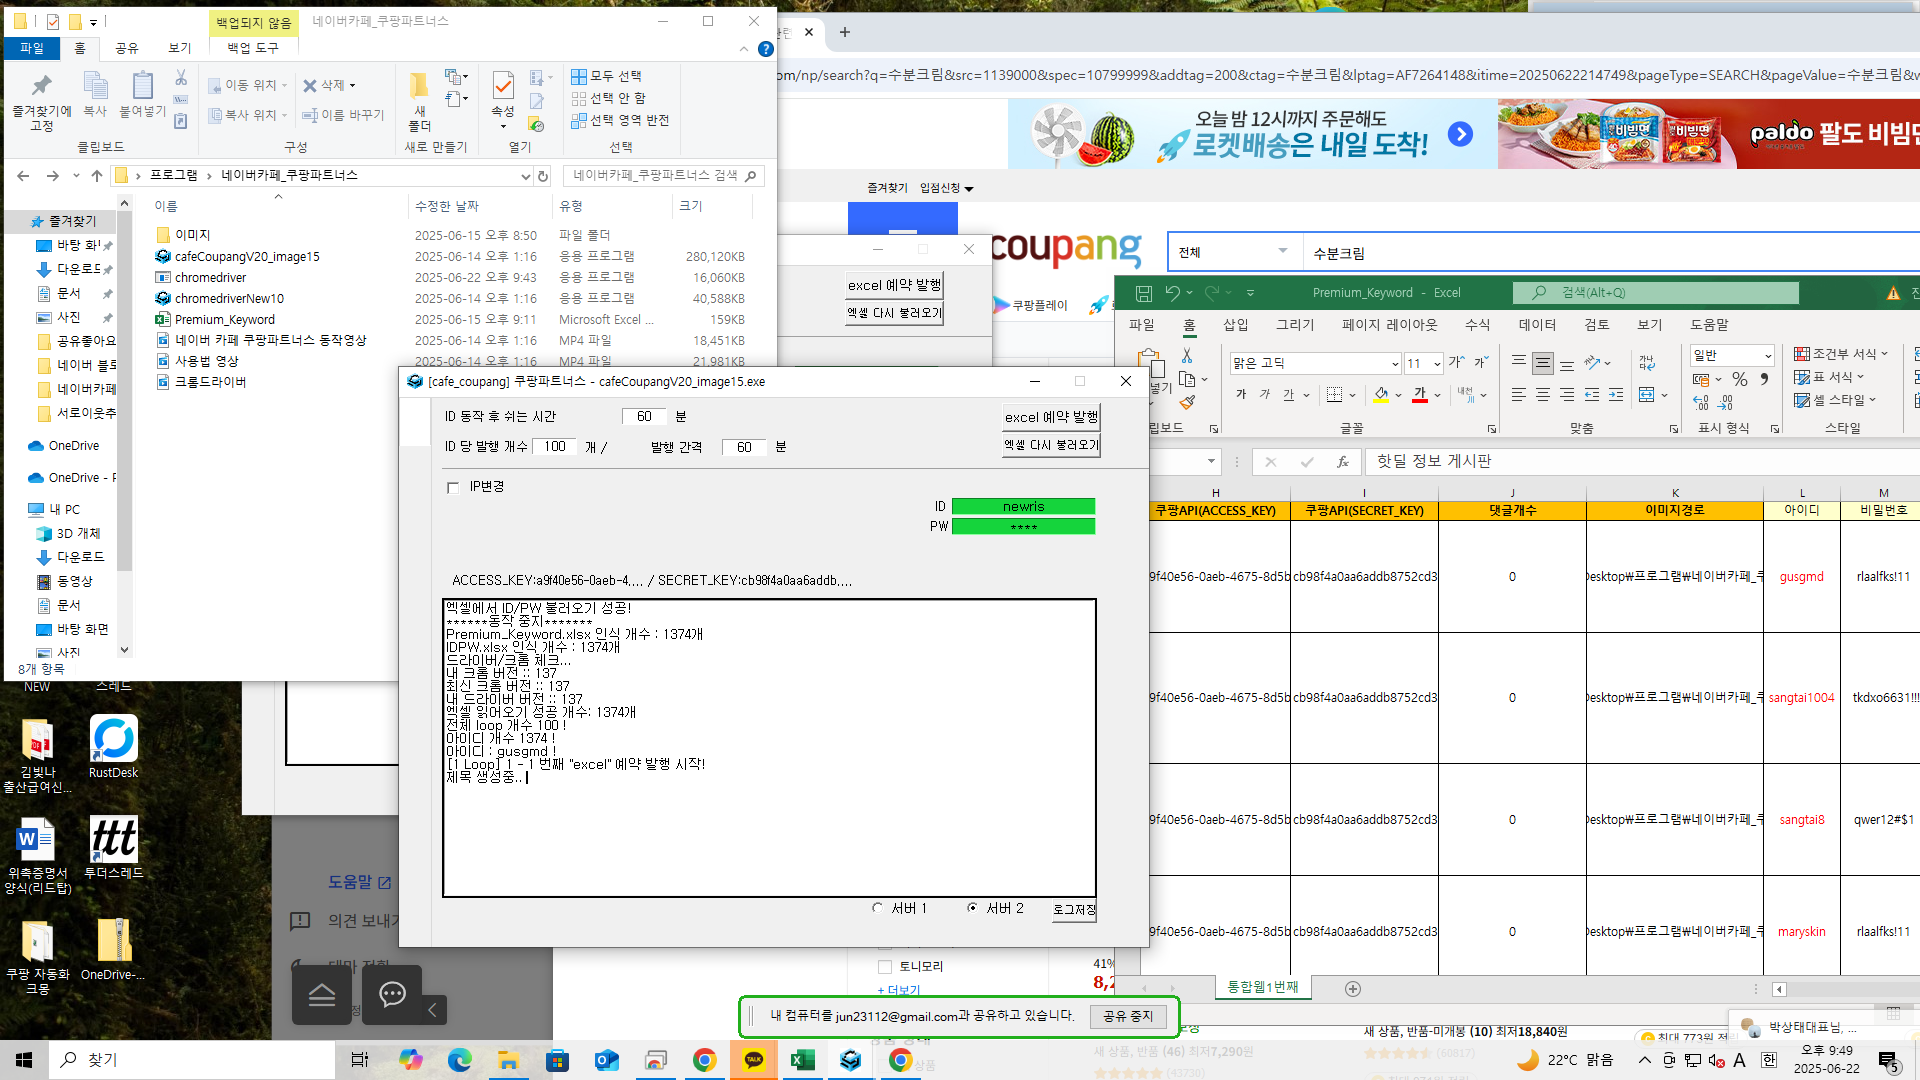 백업되지 않음
네이버카페_쿠팡파트너스
파일
홈
공유
보기
백업 도구
즐겨찾기에 고정
복사
붙여넣기
이동 위치
복사 위치
삭제
이름 바꾸기
새 폴더
속성
모두 선택
선택 안 함
선택 영역 반전
클립보드
구성
새로 만들기
열기
선택
프로그램 › 네이버카페_쿠팡파트너스
네이버카페_쿠팡파트너스 검색
이름 수정한 날짜 유형 크기
이미지 2025-06-15 오후 8:50 파일 폴더
cafeCoupangV20_image15 2025-06-14 오후 1:16 응용 프로그램 280,120KB
chromedriver 2025-06-22 오후 9:43 응용 프로그램 16,060KB
chromedriverNew10 2025-06-14 오후 1:16 응용 프로그램 40,588KB
Premium_Keyword 2025-06-15 오후 9:11 Microsoft Excel ... 159KB
네이버 카페 쿠팡파트너스 동작영상 2025-06-14 오후 1:16 MP4 파일 18,451KB
사용법 영상 2025-06-14 오후 1:16 MP4 파일 21,981KB
크롬드라이버
즐겨찾기
바탕 화
다운로드
문서
사진
공유좋아요
네이버 블로
네이버카페
서로이웃추
OneDrive
OneDrive - P
내 PC
3D 개체
다운로드
동영상
문서
바탕 화면
사진
8개 항목
om/np/search?q=수분크림&src=1139000&spec=10799999&addtag=200&ctag=수분크림&lptag=AF7264148&itime=20250622214749&pageType=SEARCH&pageValue=수분크림&w
오늘 밤 12시까지 주문해도
로켓배송은 내일 도착!
paldo 팔도 비빔면
즐겨찾기 입점신청
coupang
전체
수분크림
쿠팡플레이
excel 예약 발행
엑셀 다시 불러오기
Premium_Keyword - Excel
검색(Alt+Q)
파일 홈 삽입 그리기 페이지 레이아웃 수식 데이터 검토 보기 도움말
맑은 고딕
11
가 가 가
일반
조건부 서식
표 서식
셀 스타일
글꼴
맞춤
표시 형식
스타일
핫딜 정보 게시판
H I J K L M
쿠팡API(ACCESS_KEY) 쿠팡API(SECRET_KEY) 댓글개수 이미지경로 아이디 비밀번호
9f40e56-0aeb-4675-8d5b cb98f4a0aa6addb8752cd3 0 Desktop₩프로그램₩네이버카페_쿠 gusgmd rlaalfks!11
9f40e56-0aeb-4675-8d5b cb98f4a0aa6addb8752cd3 0 Desktop₩프로그램₩네이버카페_쿠 sangtai1004 tkdxo6631!!!
9f40e56-0aeb-4675-8d5b cb98f4a0aa6addb8752cd3 0 Desktop₩프로그램₩네이버카페_쿠 sangtai8 qwer12#$1
9f40e56-0aeb-4675-8d5b cb98f4a0aa6addb8752cd3 0 Desktop₩프로그램₩네이버카페_쿠 maryskin rlaalfks!11
통합웹1번째
[cafe_coupang] 쿠팡파트너스 - cafeCoupangV20_image15.exe
ID 동작 후 쉬는 시간 60 분
excel 예약 발행
ID 당 발행 개수 100 개 / 발행 간격 60 분
엑셀 다시 불러오기
IP변경
ID newris
PW ****
ACCESS_KEY:a9f40e56-0aeb-4.... / SECRET_KEY:cb98f4a0aa6addb....
엑셀에서 ID/PW 불러오기 성공!
******동작 중지*******
Premium_Keyword.xlsx 인식 개수 : 1374개
IDPW.xlsx 인식 개수 : 1374개
드라이버/크롬 체크...
내 크롬 버전 :: 137
최신 크롬 버전 :: 137
내 드라이버 버전 :: 137
엑셀 읽어오기 성공 개수: 1374개
전체 loop 개수 100 !
아이디 개수 1374 !
아이디 : gusgmd !
[1 Loop] 1 - 1 번째 "excel" 예약 발행 시작!
제목 생성중..
서버 1
서버 2
로그저장
NEW
스레드
김빛나 출산급여신...
RustDesk
위촉증명서 양식(리드탑)
ttt
투더스레드
쿠팡 자동화 크몽
OneDrive-...
도움말
의견 보내기
토니모리
+ 더보기
41%
내 컴퓨터를 jun23112@gmail.com과 공유하고 있습니다.
공유 중지
새 상품, 반품 (46) 최저7,290원
(43730)
새 상품, 반품-미개봉 (10) 최저18,840원
(60817)
최대 773원 적립
박상태대표님, ...
찾기
TALK
22°C 맑음
A
한
오후 9:49
2025-06-22
5